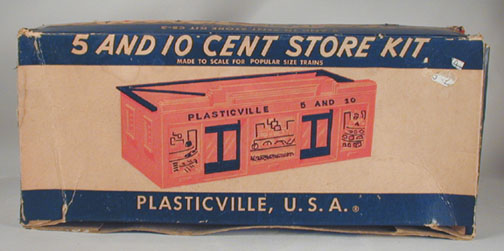 5 AND 10 CENT STORE KIT
MADE TO SCALE FOR POPULAR SIZE TRAINS
PLASTICVILLE 5 AND 10
PLASTICVILLE, U.S.A.®